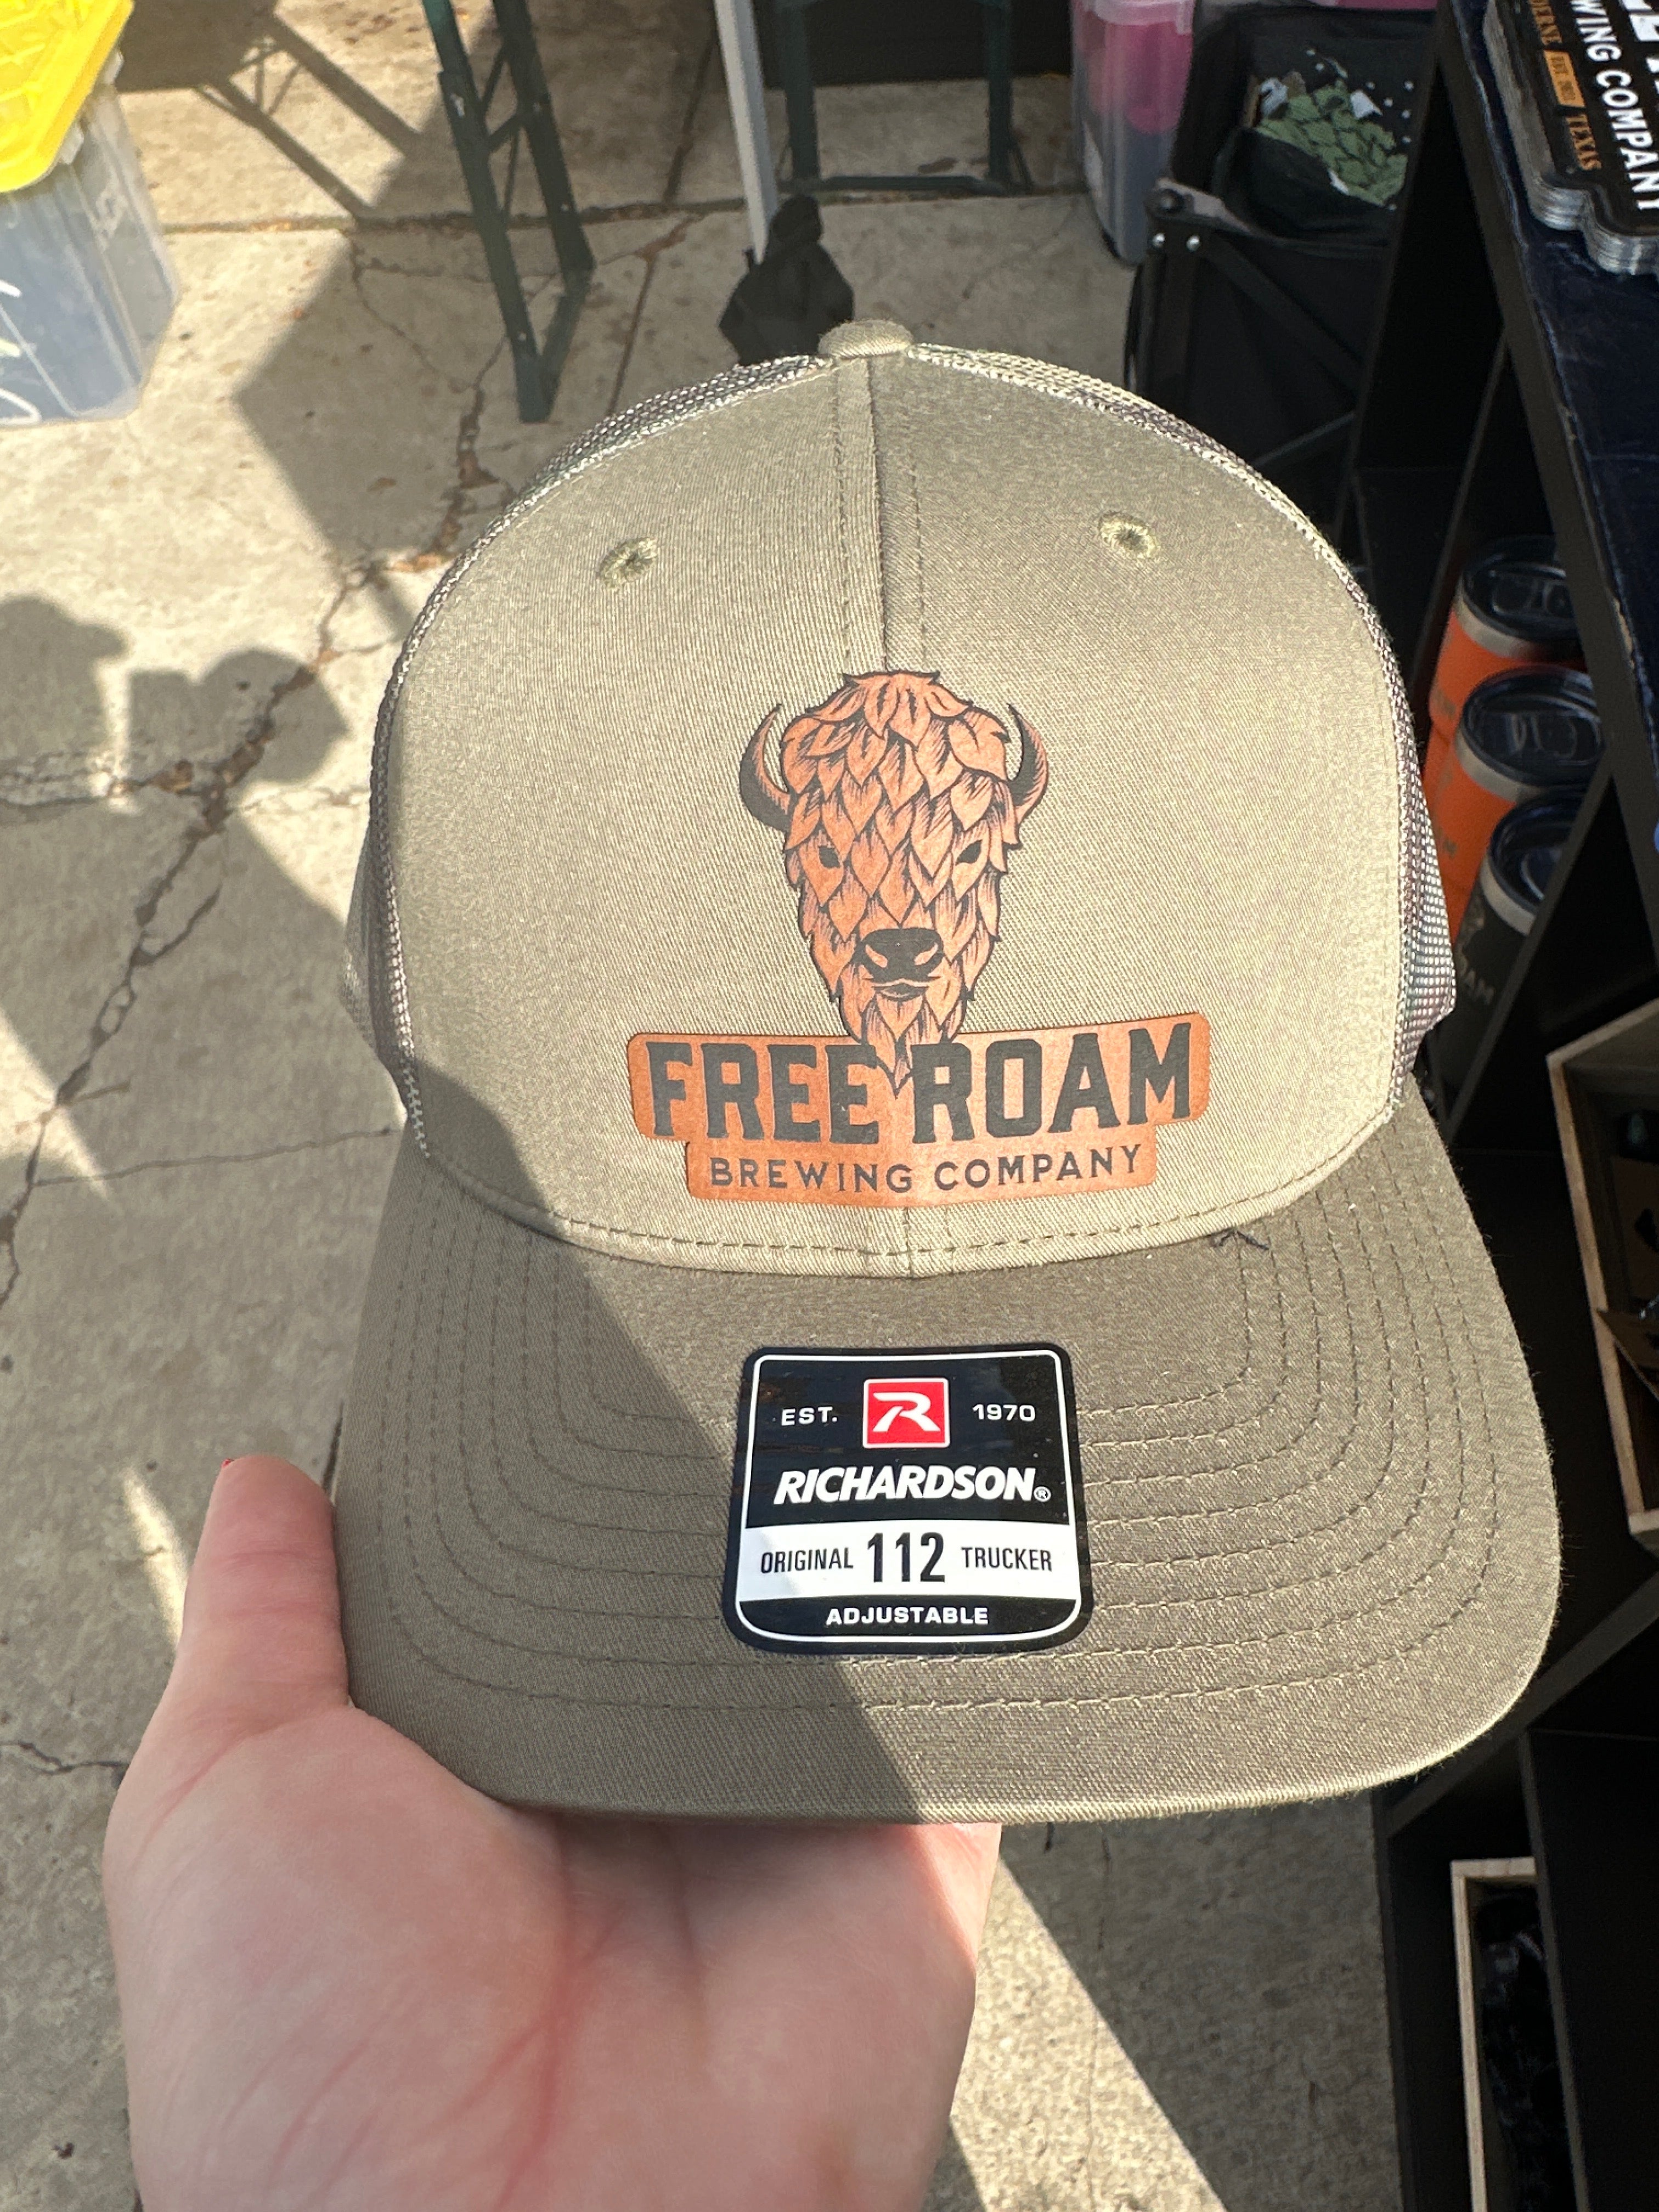 WING COMPANY
TEXAS
FREE ROAM
BREWING COMPANY
EST. R 1970
RICHARDSON®
ORIGINAL 112 TRUCKER
ADJUSTABLE